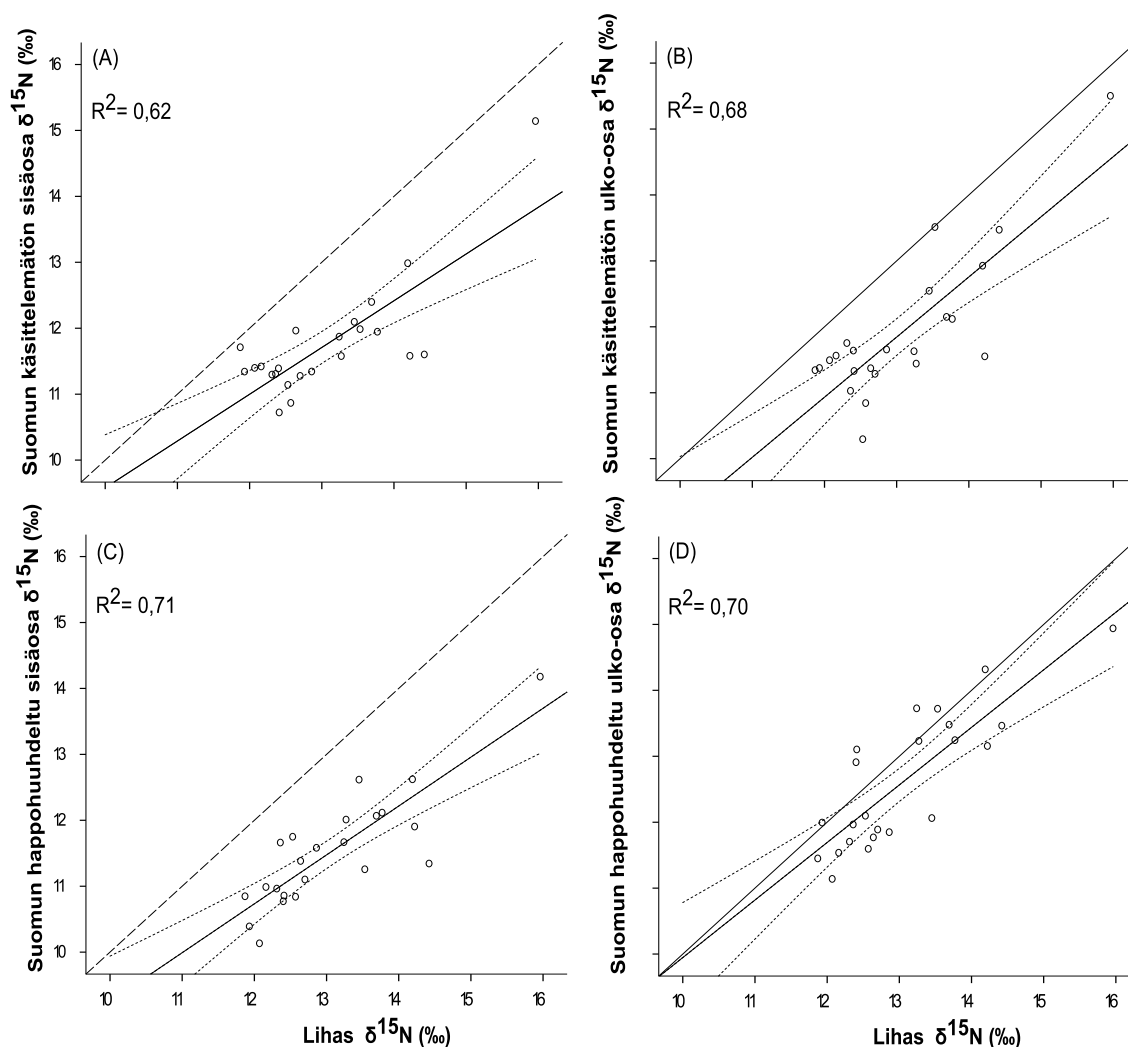 (A)
R²= 0,62
Suomun käsittelemätön sisäosa δ¹⁵N (‰)
16
15
14
13
12
11
10
(B)
R²= 0,68
Suomun käsittelemätön ulko-osa δ¹⁵N (‰)
(C)
R²= 0,71
Suomun happohuuhdeltu sisäosa δ¹⁵N (‰)
16
15
14
13
12
11
10
10 11 12 13 14 15 16
Lihas δ¹⁵N (‰)
(D)
R²= 0,70
Suomun happohuuhdeltu ulko-osa δ¹⁵N (‰)
10 11 12 13 14 15 16
Lihas δ¹⁵N (‰)